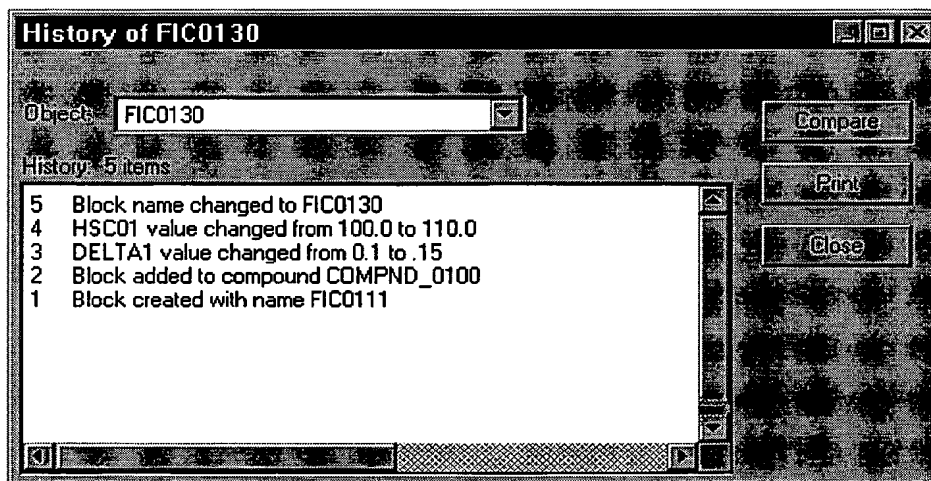 History of FIC0130
Object: FIC0130
Compare
History: 5 items
Print
Close
5 Block name changed to FIC0130
4 HSC01 value changed from 100.0 to 110.0
3 DELTA1 value changed from 0.1 to .15
2 Block added to compound COMPND_0100
1 Block created with name FIC0111